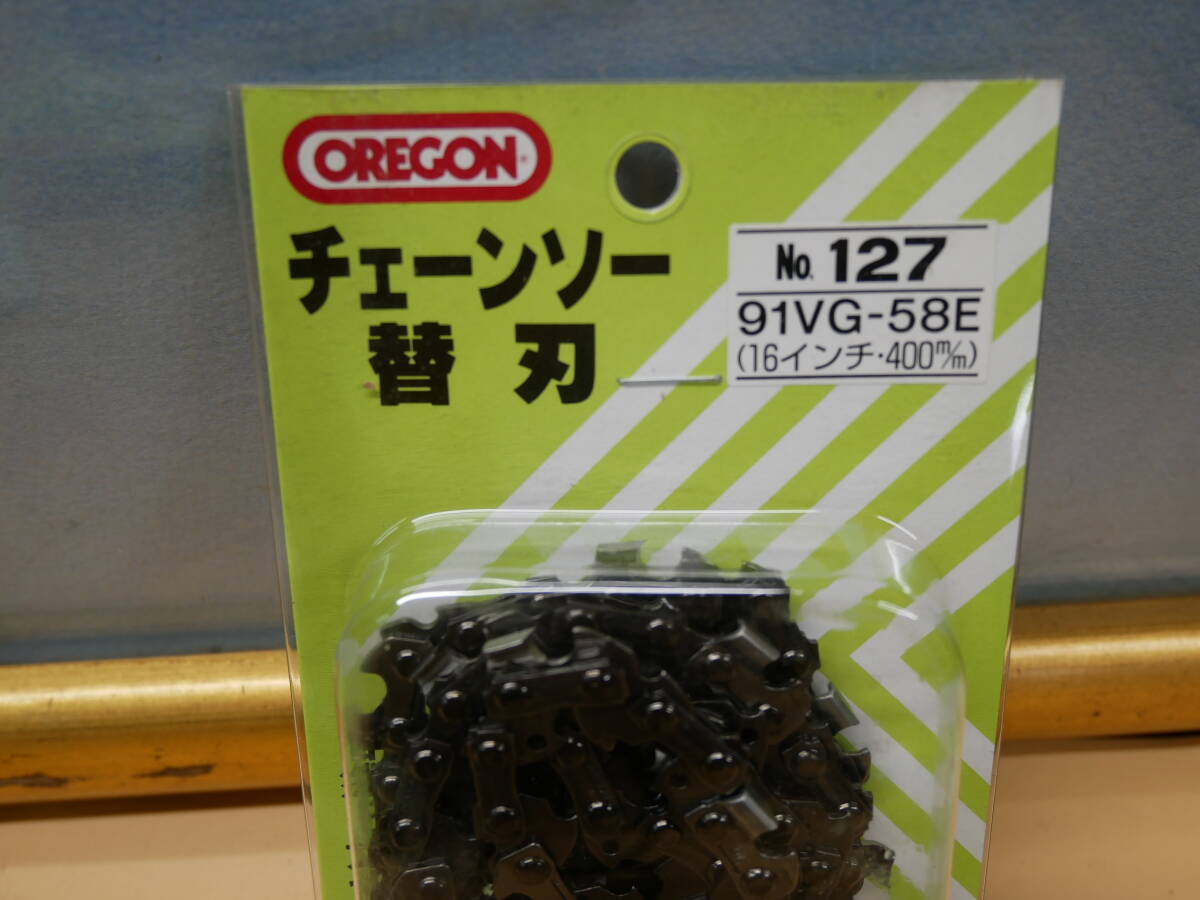 OREGON
チェーンソー
替刃
No. 127
91VG-58E
(16インチ・400m/m)